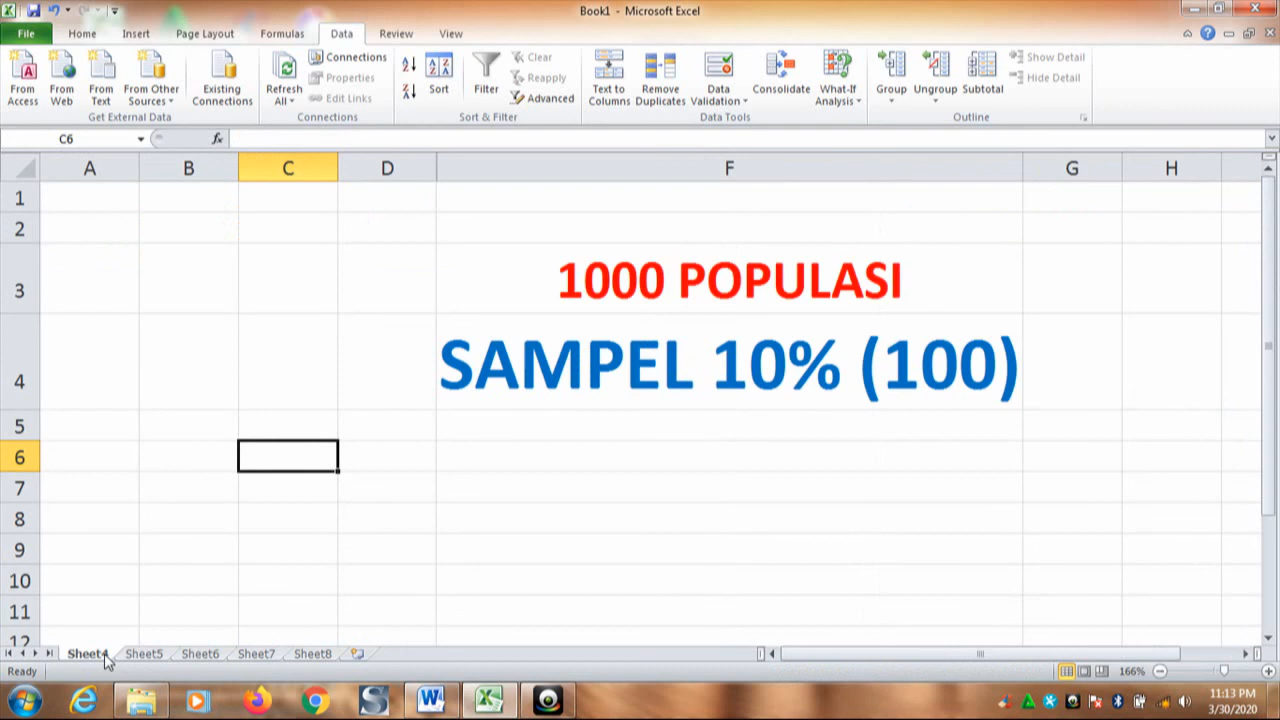 Book1 - Microsoft Excel
File Home Insert Page Layout Formulas Data Review View
From Access
From Web
From Text
From Other Sources
Existing Connections
Get External Data
Refresh All
Connections
Properties
Edit Links
Connections
Sort
Filter
Clear
Reapply
Advanced
Sort & Filter
Text to Columns
Remove Duplicates
Data Validation
Consolidate
What-If Analysis
Data Tools
Group
Ungroup
Subtotal
Show Detail
Hide Detail
Outline
C6 fx
A B C D F G H
1
2
3 1000 POPULASI
4 SAMPEL 10% (100)
5
6
7
8
9
10
11
12
Sheet4 Sheet5 Sheet6 Sheet7 Sheet8
Ready 166%
11:13 PM
3/30/2020